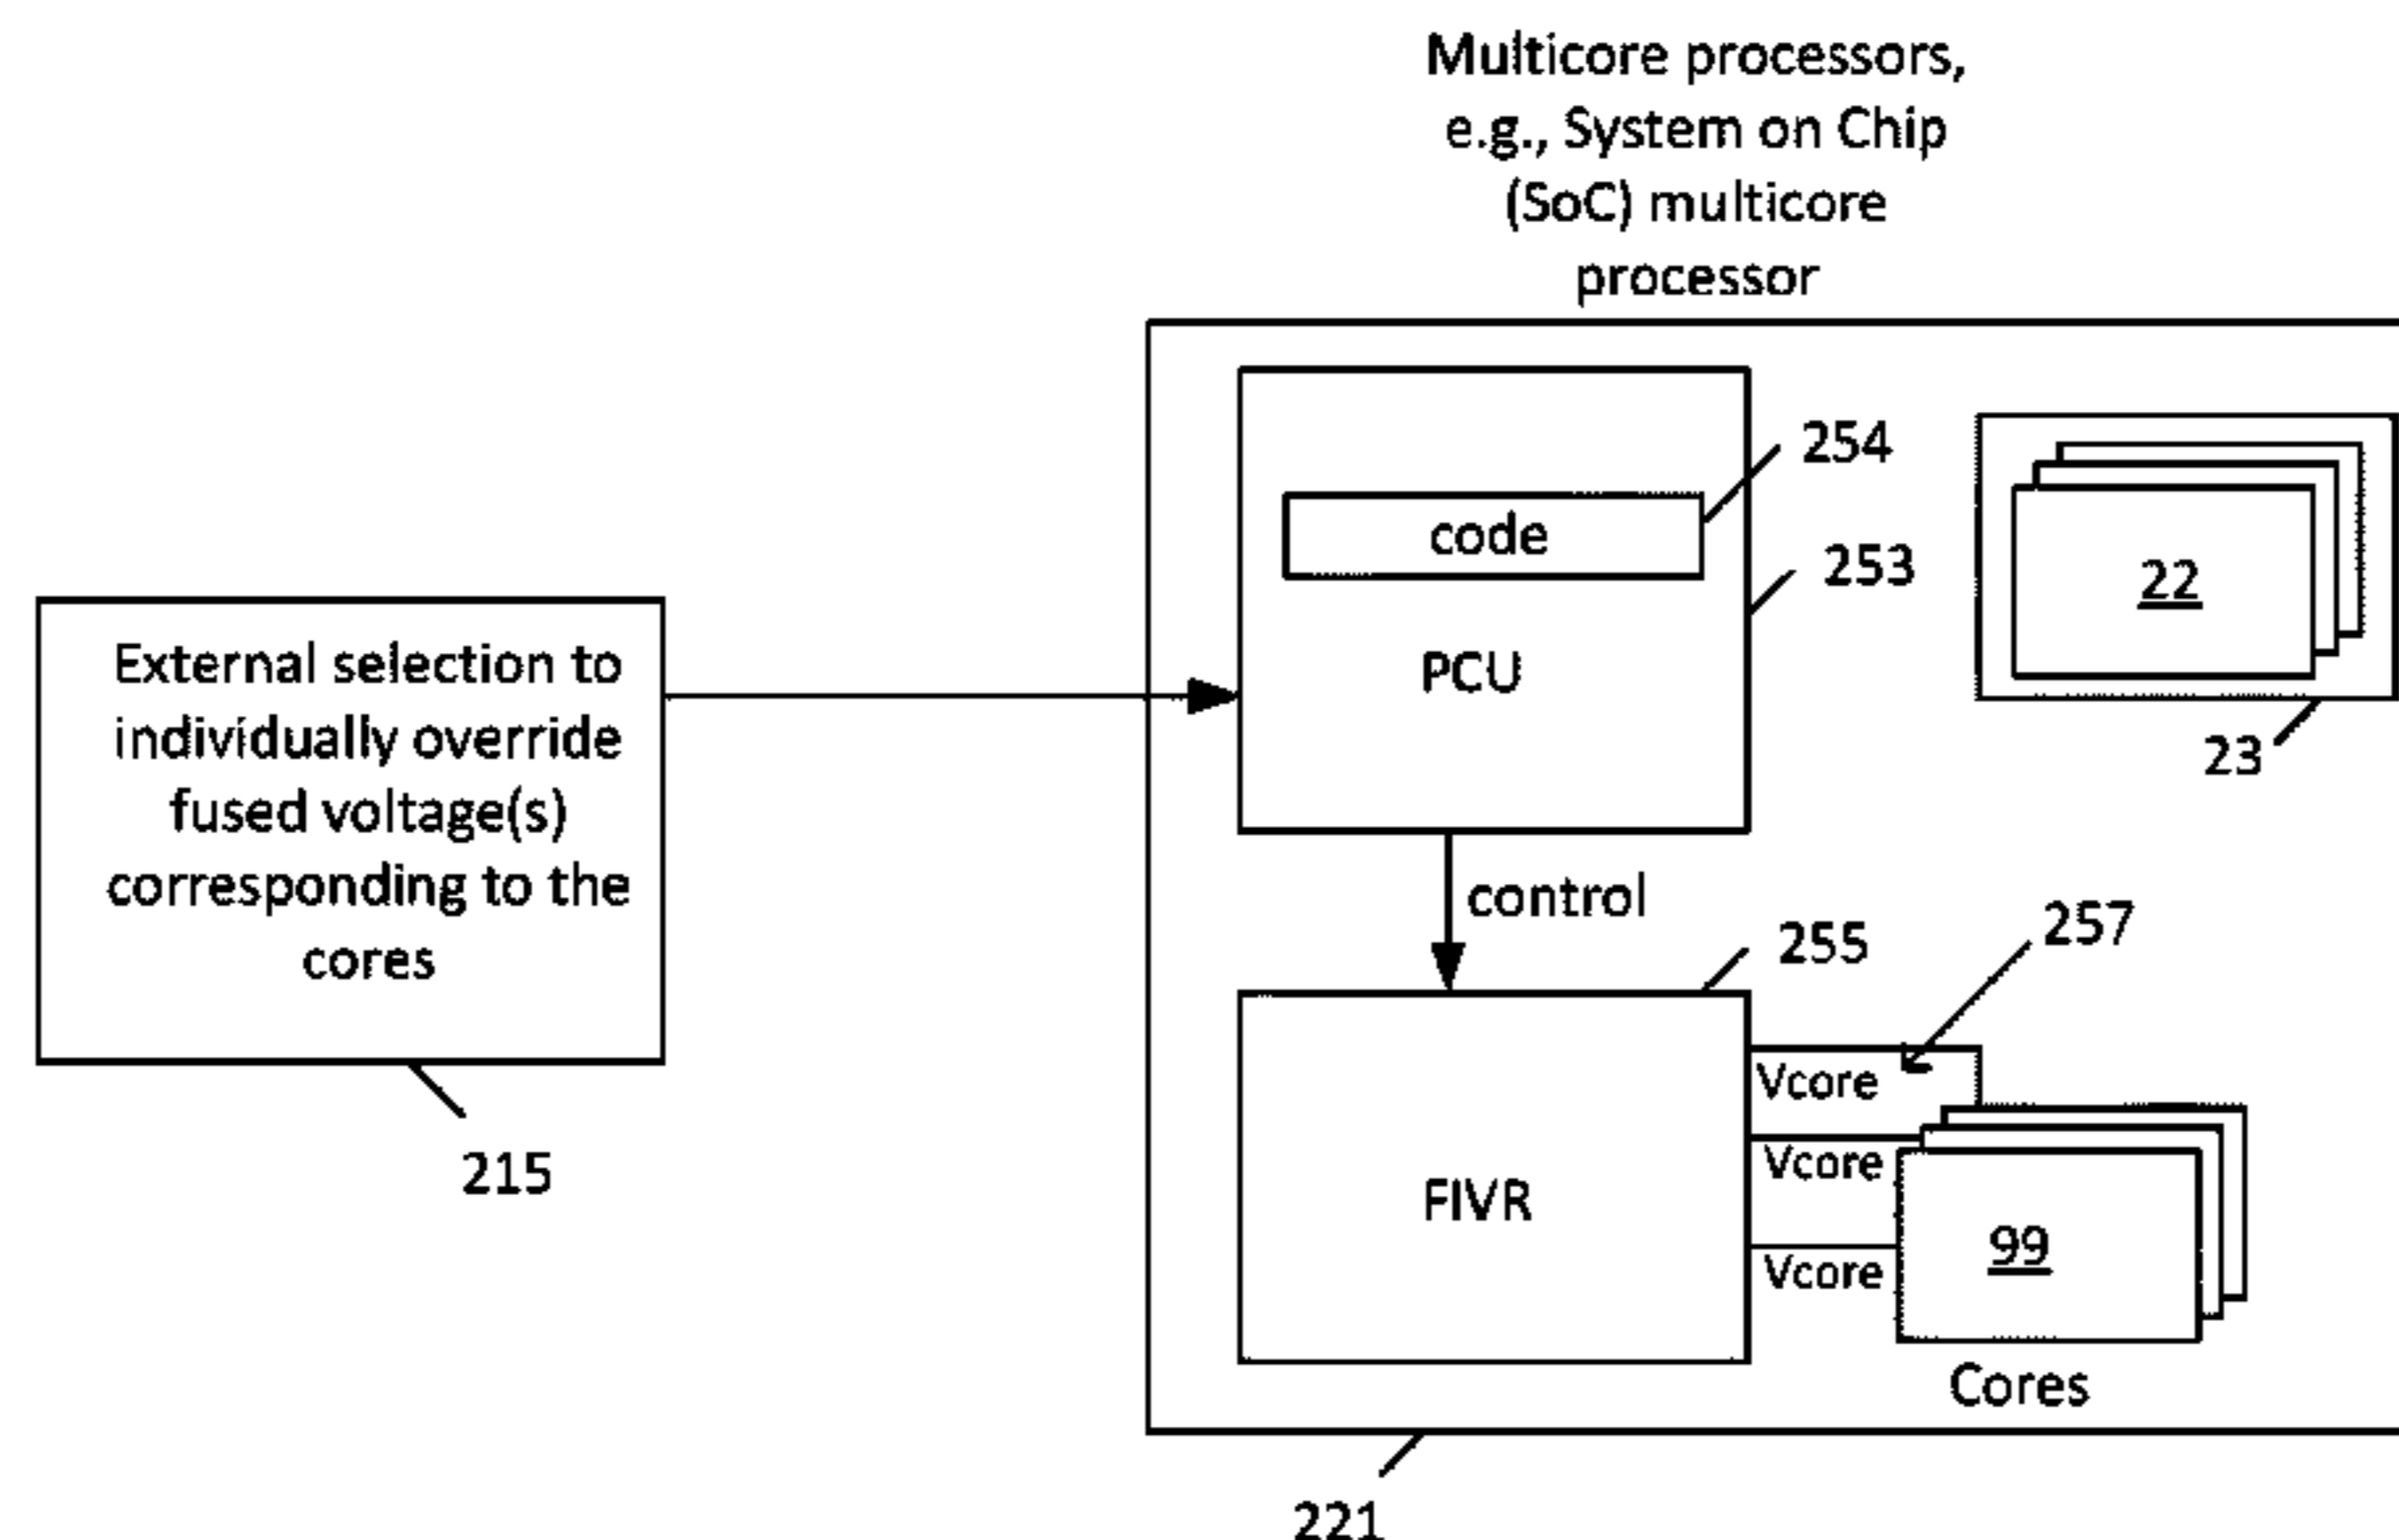 Multicore processors,
e.g., System on Chip
(SoC) multicore
processor
254
code
253
22
PCU
23
External selection to
individually override
fused voltage(s)
corresponding to the
cores
215
control
255
257
Vcore
Vcore
FIVR
99
Vcore
Cores
221